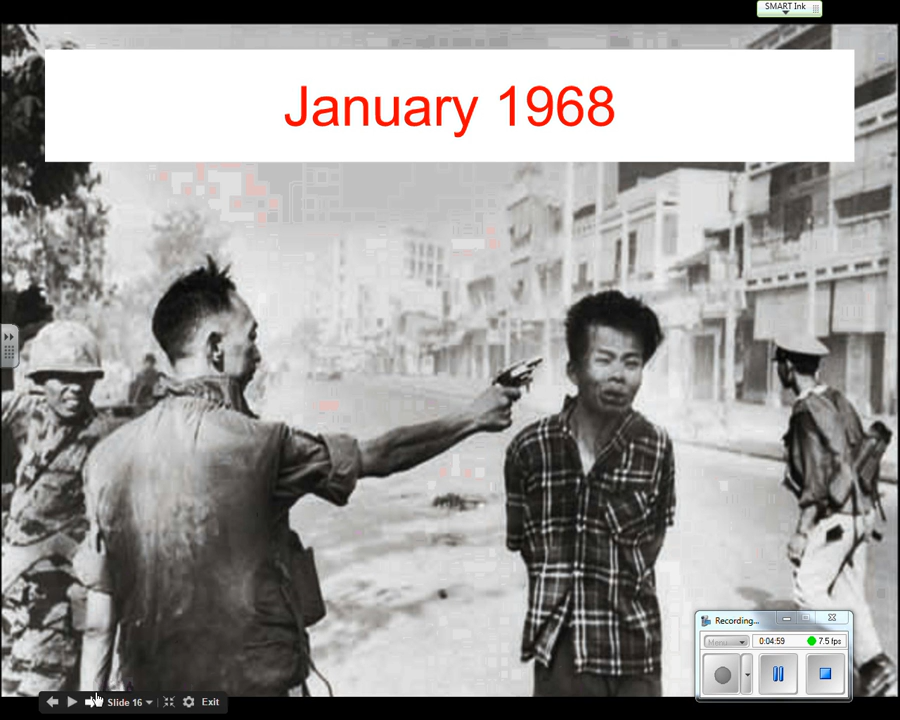 SMART Ink
January 1968
Recording...
Menu
0:04:59
7.5 fps
Slide 16
Exit